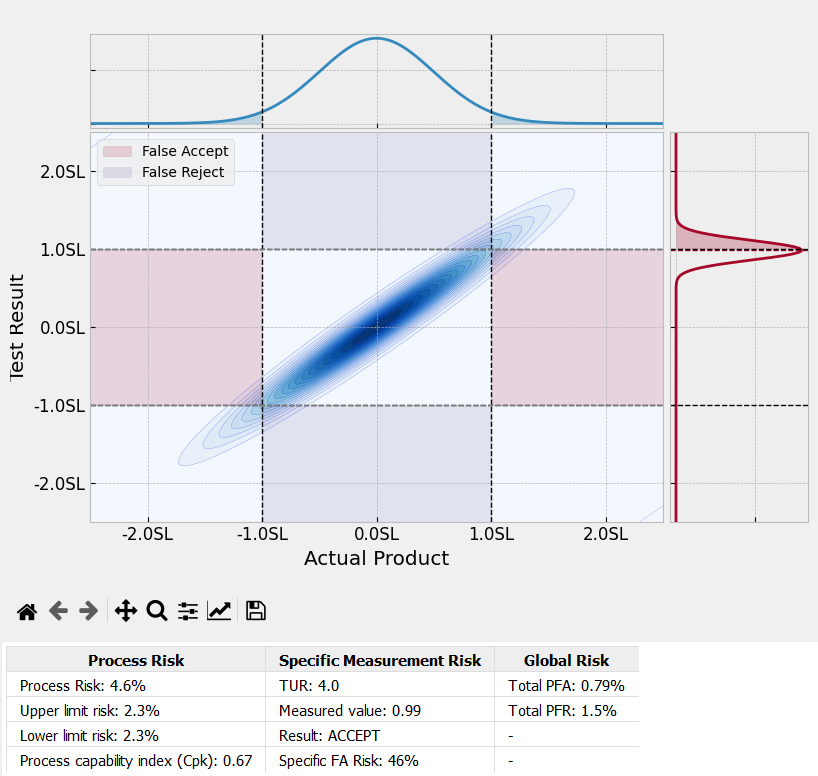 False Accept
False Reject
2.0SL
1.0SL
0.0SL
-1.0SL
-2.0SL
Test Result
-2.0SL -1.0SL 0.0SL 1.0SL 2.0SL
Actual Product
Process Risk Specific Measurement Risk Global Risk
Process Risk: 4.6% TUR: 4.0 Total PFA: 0.79%
Upper limit risk: 2.3% Measured value: 0.99 Total PFR: 1.5%
Lower limit risk: 2.3% Result: ACCEPT -
Process capability index (Cpk): 0.67 Specific FA Risk: 46% -